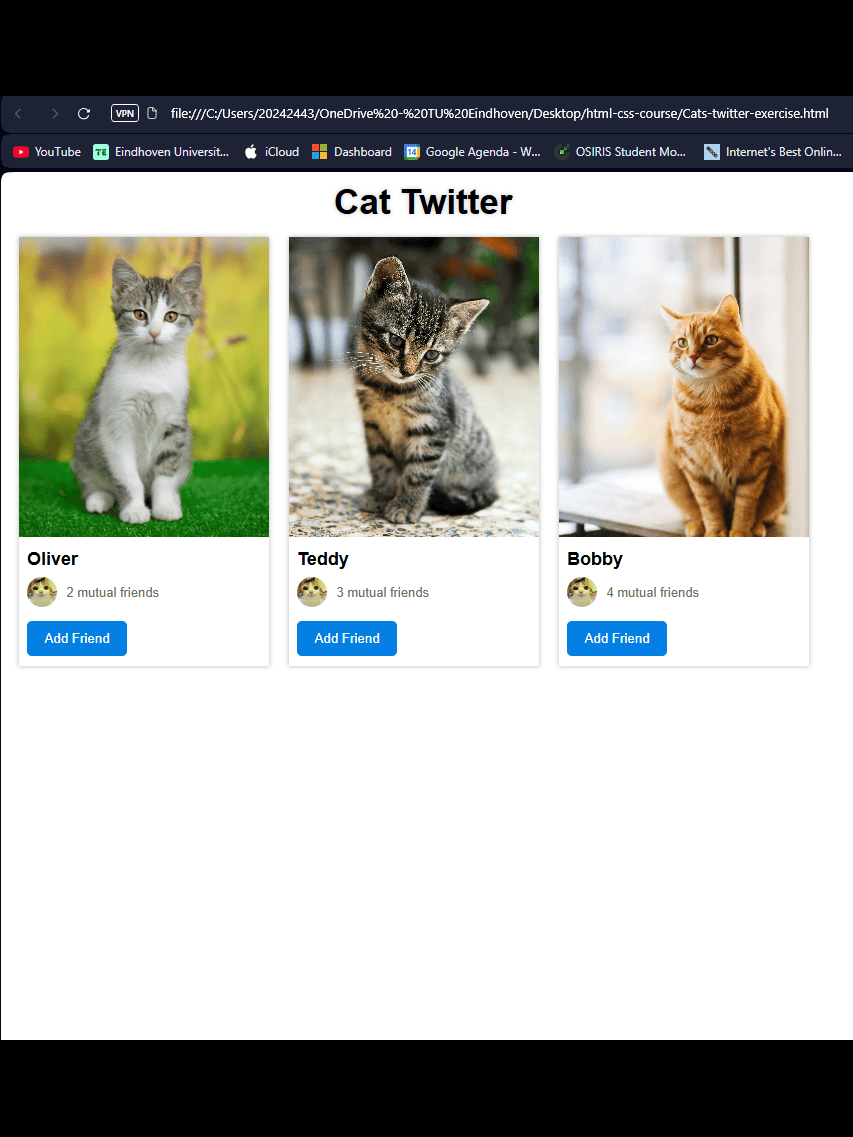 VPN file:///C:/Users/20242443/OneDrive%20-%20TU%20Eindhoven/Desktop/html-css-course/Cats-twitter-exercise.html
YouTube TE Eindhoven Universit... iCloud Dashboard 14 Google Agenda - W... OSIRIS Student Mo... Internet's Best Onlin...
Cat Twitter
Oliver Teddy Bobby
2 mutual friends 3 mutual friends 4 mutual friends
Add Friend Add Friend Add Friend